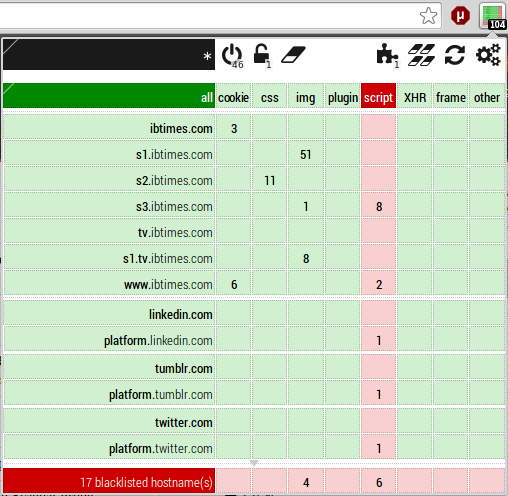 µ
104
*
46
1
1
all cookie css img plugin script XHR frame other
ibtimes.com 3
s1.ibtimes.com 51
s2.ibtimes.com 11
s3.ibtimes.com 1 8
tv.ibtimes.com
s1.tv.ibtimes.com 8
www.ibtimes.com 6 2
linkedin.com
platform.linkedin.com 1
tumblr.com
platform.tumblr.com 1
twitter.com
platform.twitter.com 1
17 blacklisted hostname(s) 4 6